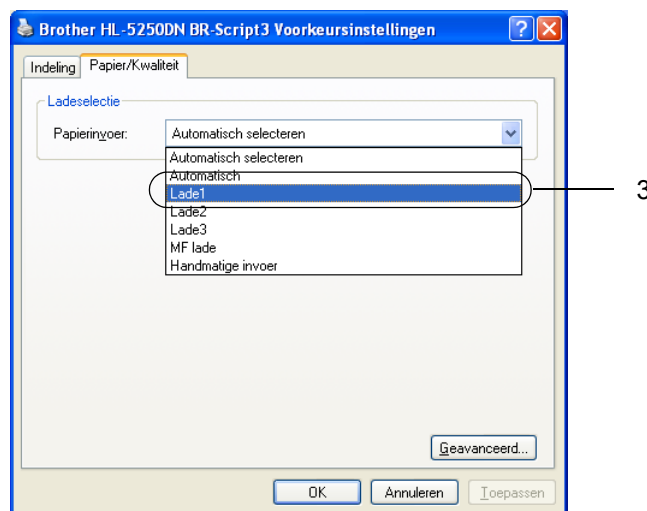 Brother HL-5250DN BR-Script3 Voorkeursinstellingen
Indeling Papier/Kwaliteit
Ladeselectie
Papierinvoer: Automatisch selecteren
Automatisch selecteren
Automatisch
Lade1
3
Lade2
Lade3
MF lade
Handmatige invoer
Geavanceerd...
OK Annuleren Toepassen